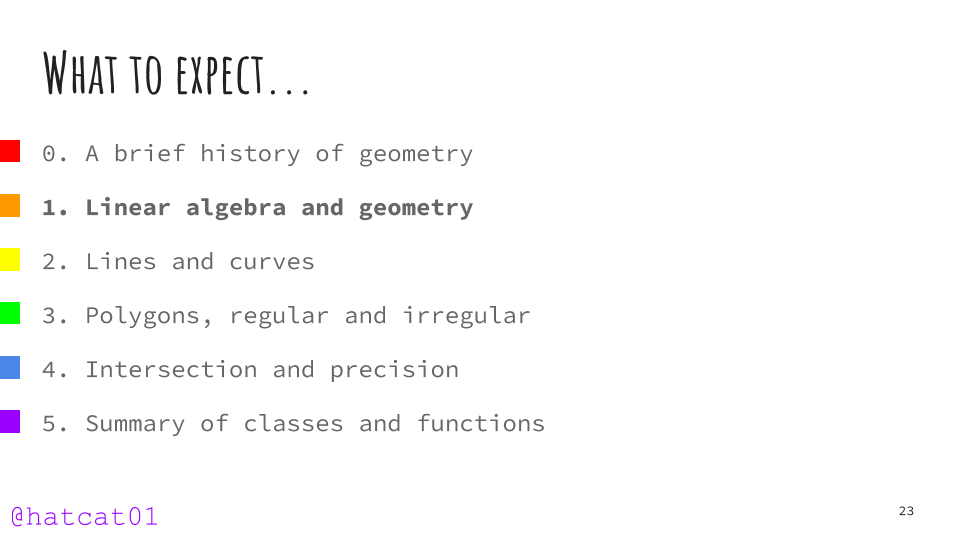 What to expect...
0. A brief history of geometry
1. Linear algebra and geometry
2. Lines and curves
3. Polygons, regular and irregular
4. Intersection and precision
5. Summary of classes and functions
@hatcat01
23